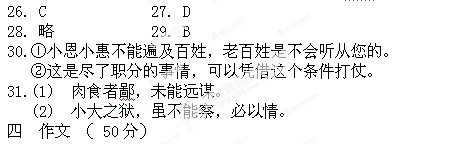 26. C 27. D
28. 略 29. B
30.①小恩小惠不能遍及百姓，老百姓是不会听从您的。
②这是尽了职分的事情，可以凭借这个条件打仗。
31.(1) 肉食者鄙，未能远谋。
(2) 小大之狱，虽不能察，必以情。
四 作文 ( 50分)